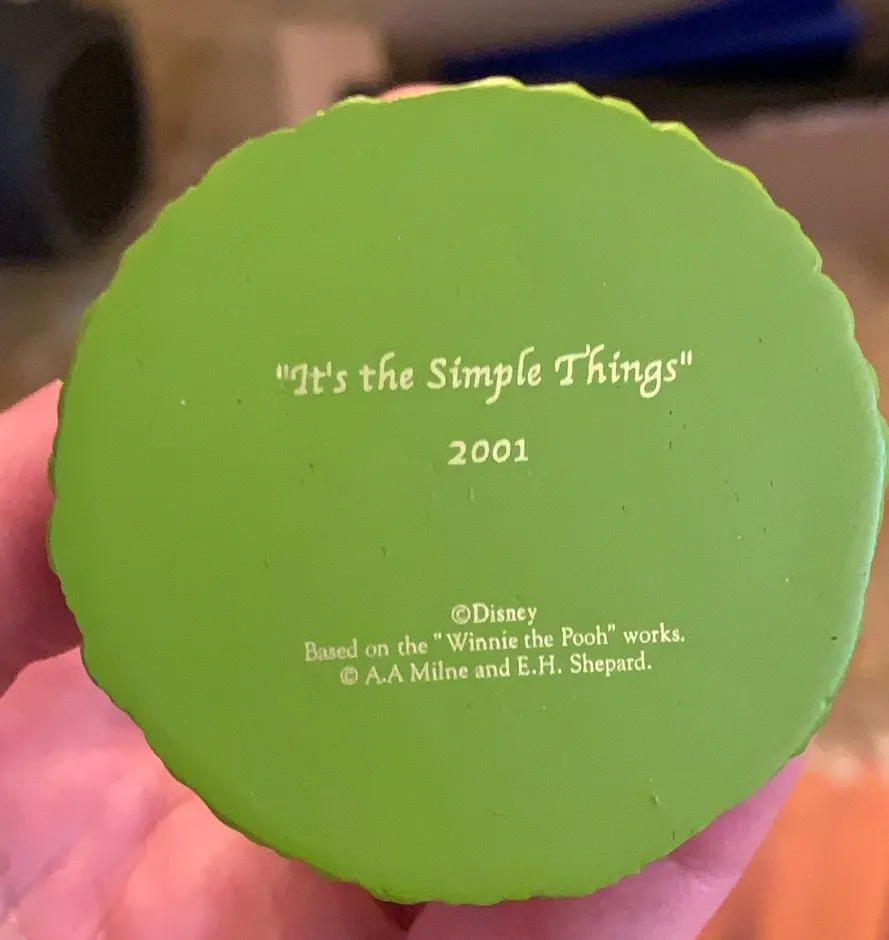 "It's the Simple Things"
2001
©Disney
Based on the "Winnie the Pooh" works.
© A.A Milne and E.H. Shepard.